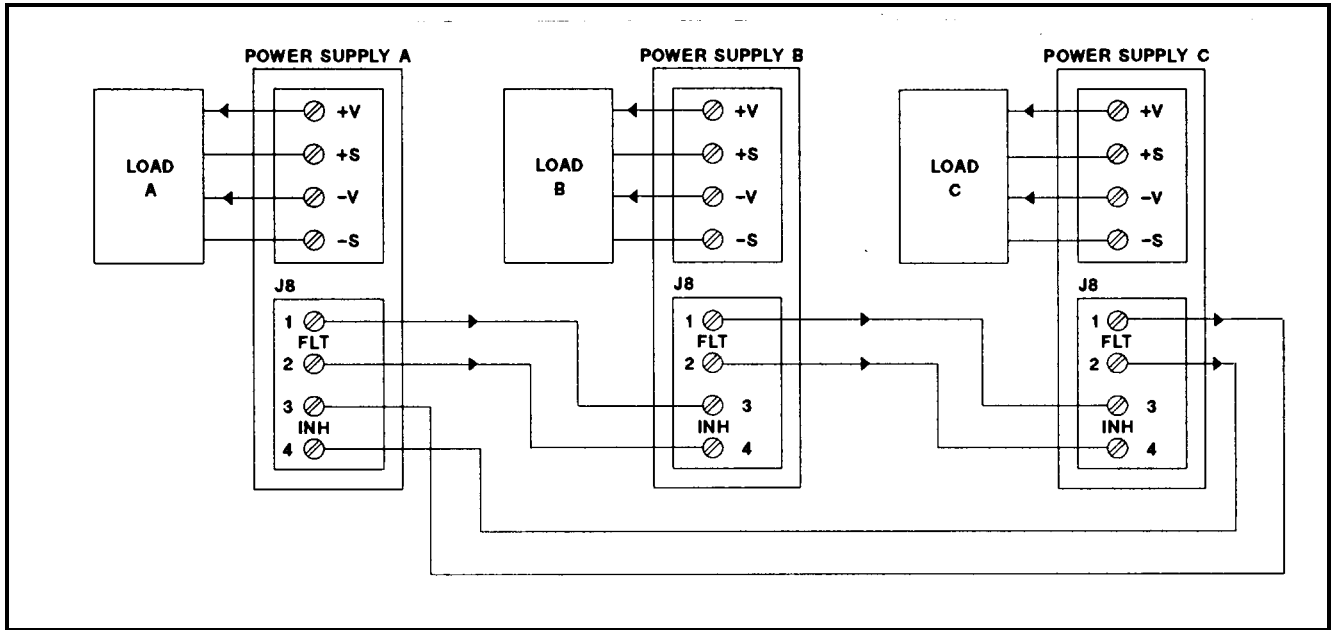 POWER SUPPLY A
POWER SUPPLY B
POWER SUPPLY C
LOAD
A
+V
+S
-V
-S
LOAD
B
+V
+S
-V
-S
LOAD
C
+V
+S
-V
-S
J8
1
FLT
2
3
INH
4
J8
1
FLT
2
3
INH
4
J8
1
FLT
2
3
INH
4